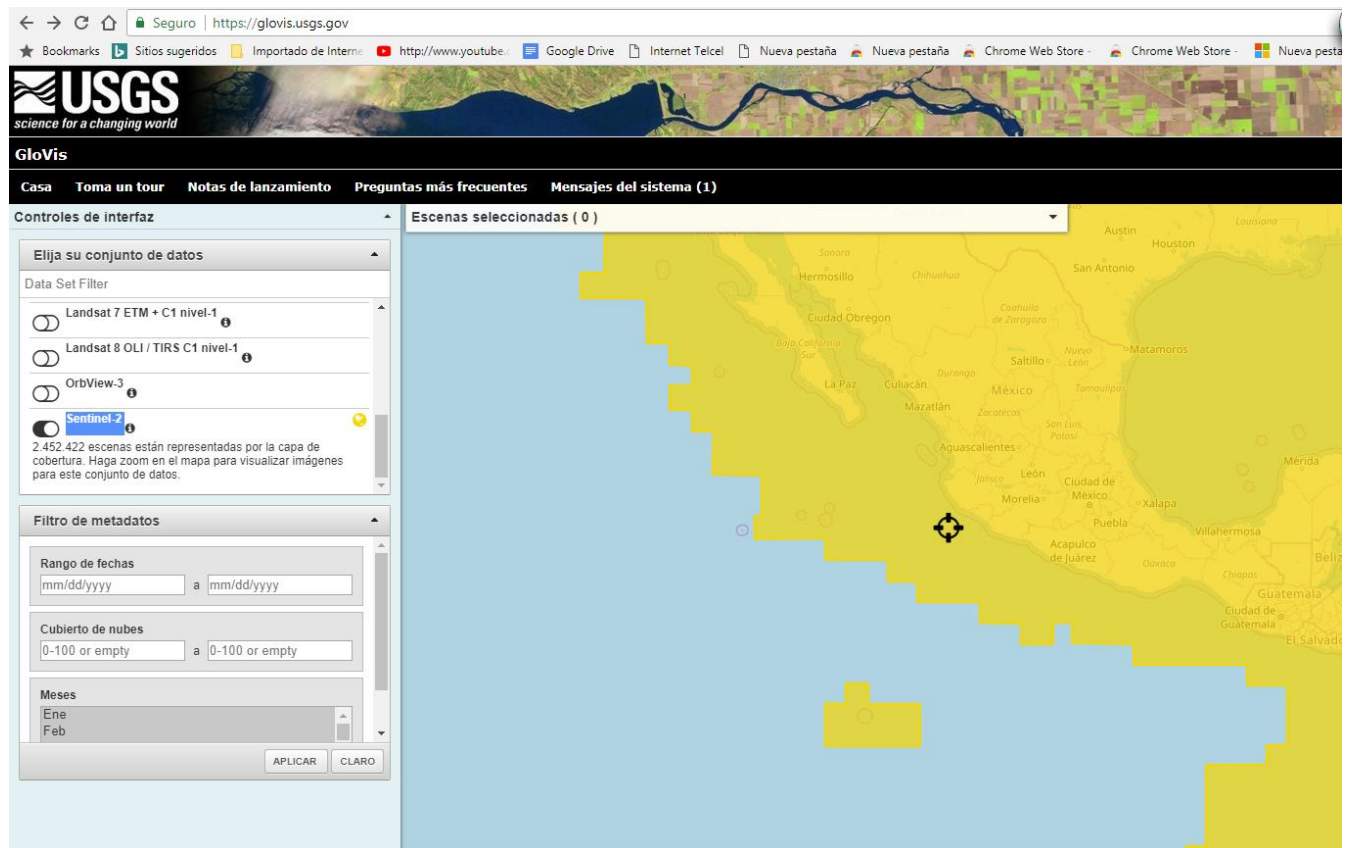 Seguro | https://glovis.usgs.gov
Bookmarks Sitios sugeridos Importado de Interne http://www.youtube.c Google Drive Internet Telcel Nueva pestaña Nueva pestaña Chrome Web Store - Chrome Web Store - Nueva pesta
USGS
science for a changing world
GloVis
Casa Toma un tour Notas de lanzamiento Preguntas más frecuentes Mensajes del sistema (1)
Controles de interfaz
Elija su conjunto de datos
Data Set Filter
Landsat 7 ETM + C1 nivel-1
Landsat 8 OLI / TIRS C1 nivel-1
OrbView-3
Sentinel-2
2.452.422 escenas están representadas por la capa de
cobertura. Haga zoom en el mapa para visualizar imágenes
para este conjunto de datos.
Filtro de metadatos
Rango de fechas
mm/dd/yyyy a mm/dd/yyyy
Cubierto de nubes
0-100 or empty a 0-100 or empty
Meses
Ene
Feb
APLICAR CLARO
Escenas seleccionadas ( 0 )
Austin
Louisiana
Houston
San Antonio
Sonora
Hermosillo
Chihuahua
Coahuila
de Zaragoza
Ciudad Obregon
Baja California
Sur
Saltillo
Nuevo
León
Matamoros
La Paz
Culiacán
Durango
México
Tamaulipas
Mazatlán
Zacatecas
San Luis
Potosí
Aguascalientes
Mérida
Jalisco
León
Ciudad de
México
Morelia
Xalapa
Puebla
Villahermosa
Acapulco
de Juárez
Oaxaca
Chiapas
Beliz
Guatemala
Ciudad de
Guatemala
El Salvado